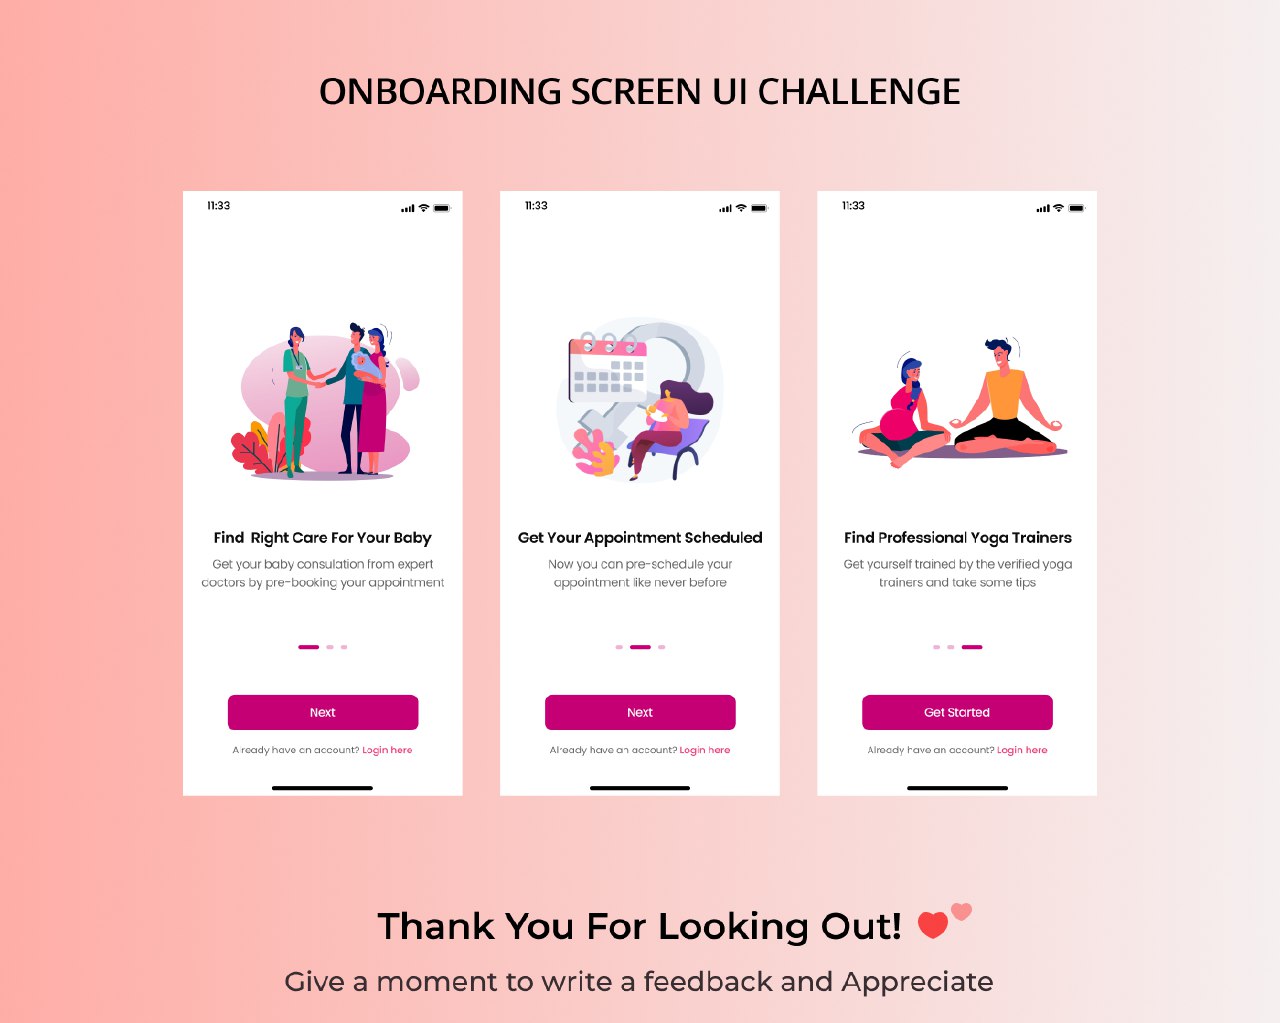 ONBOARDING SCREEN UI CHALLENGE
11:33
Find Right Care For Your Baby
Get your baby consulation from expert
doctors by pre-booking your appointment
Next
Already have an account? Login here
11:33
Get Your Appointment Scheduled
Now you can pre-schedule your
appointment like never before
Next
Already have an account? Login here
11:33
Find Professional Yoga Trainers
Get yourself trained by the verified yoga
trainers and take some tips
Get Started
Already have an account? Login here
Thank You For Looking Out!
Give a moment to write a feedback and Appreciate